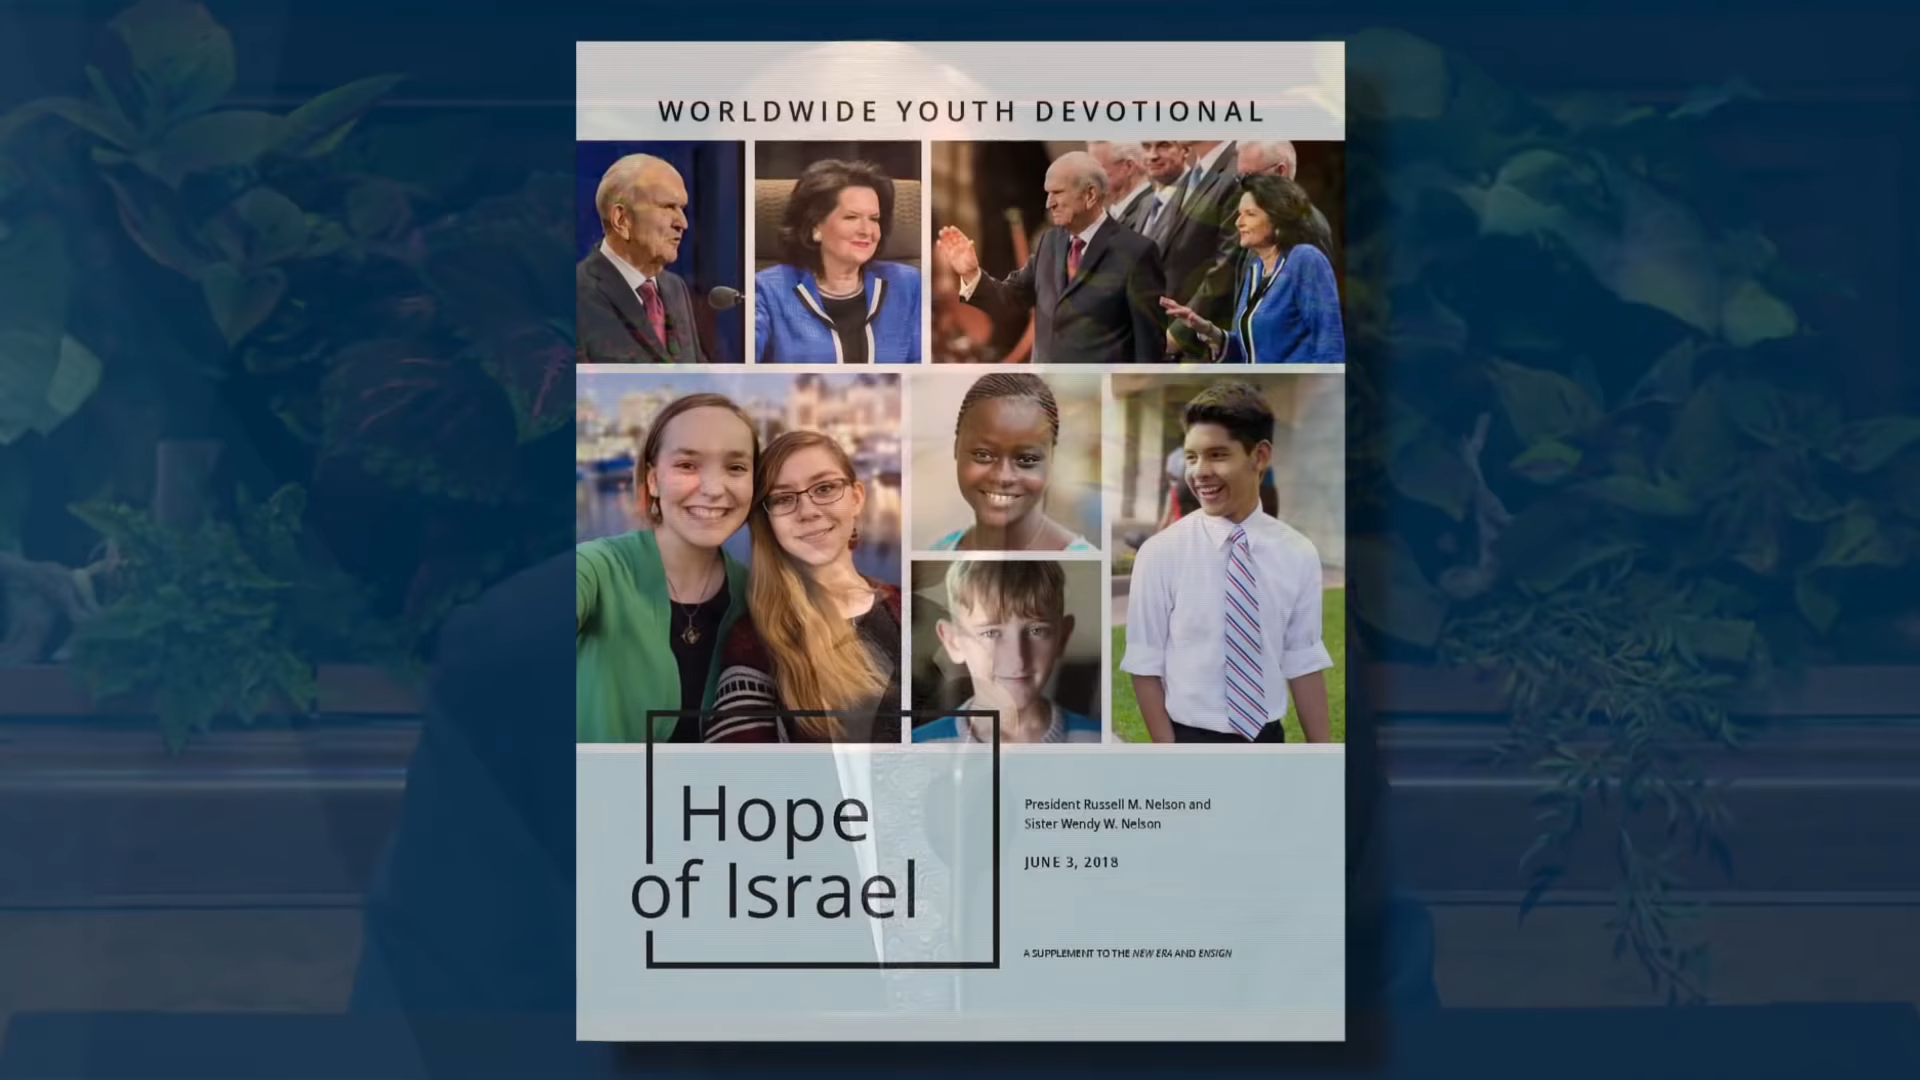 WORLDWIDE YOUTH DEVOTIONAL
Hope
of Israel
President Russell M. Nelson and
Sister Wendy W. Nelson
JUNE 3, 2018
A SUPPLEMENT TO THE NEW ERA AND ENSIGN